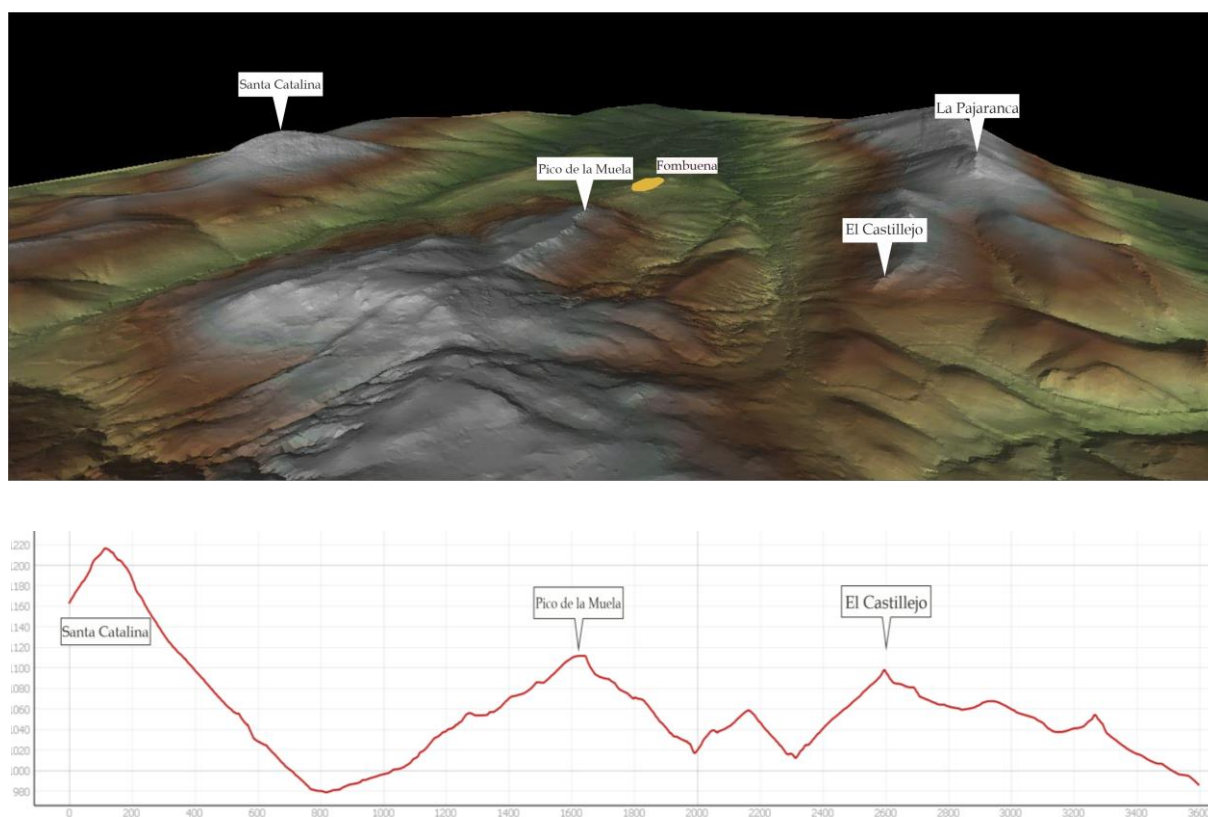 Santa Catalina
La Pajaranca
Pico de la Muela
Fombuena
El Castillejo
1220
1200
1180
1160
1140
1120
1100
1080
1060
1040
1020
1000
980
Santa Catalina
Pico de la Muela
El Castillejo
0 200 400 600 800 1000 1200 1400 1600 1800 2000 2200 2400 2600 2800 3000 3200 3400 3600